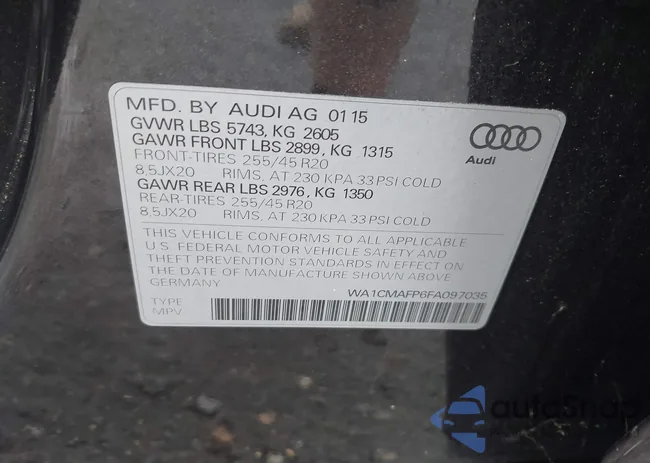 MFD. BY AUDI AG 01 15
GVWR LBS 5743, KG 2605
GAWR FRONT LBS 2899, KG 1315
FRONT-TIRES 255/45 R20
8,5JX20 RIMS, AT 230 KPA 33 PSI COLD
GAWR REAR LBS 2976, KG 1350
REAR-TIRES 255/45 R20
8,5JX20 RIMS, AT 230 KPA 33 PSI COLD
Audi
THIS VEHICLE CONFORMS TO ALL APPLICABLE
U.S. FEDERAL MOTOR VEHICLE SAFETY AND
THEFT PREVENTION STANDARDS IN EFFECT ON
THE DATE OF MANUFACTURE SHOWN ABOVE.
GERMANY
WA1CMAFP6FA097035
TYPE
MPV
autoSnap